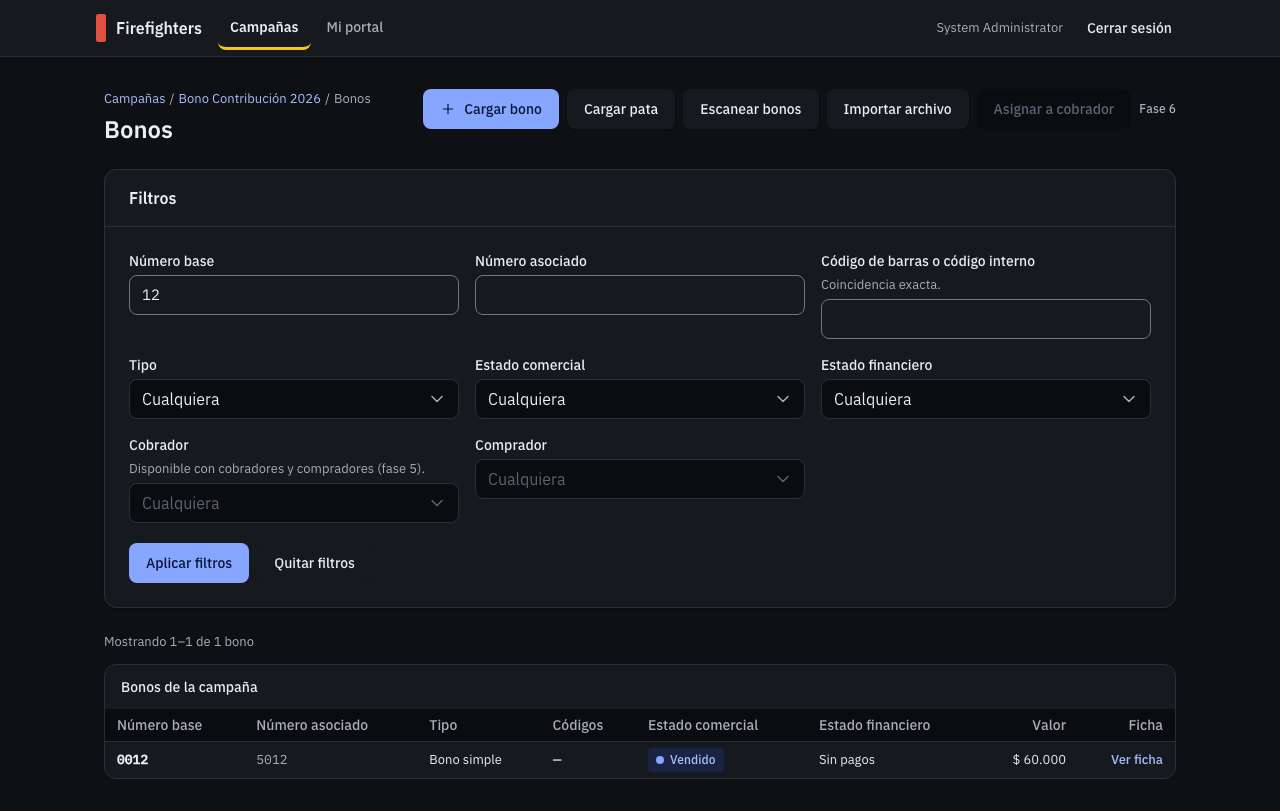 Firefighters
Campañas
Mi portal
System Administrator
Cerrar sesión
Campañas / Bono Contribución 2026 / Bonos
Bonos
+ Cargar bono
Cargar pata
Escanear bonos
Importar archivo
Asignar a cobrador
Fase 6
Filtros
Número base
12
Número asociado
Código de barras o código interno
Coincidencia exacta.
Tipo
Cualquiera
Estado comercial
Cualquiera
Estado financiero
Cualquiera
Cobrador
Disponible con cobradores y compradores (fase 5).
Cualquiera
Comprador
Cualquiera
Aplicar filtros
Quitar filtros
Mostrando 1–1 de 1 bono
Bonos de la campaña
Número base Número asociado Tipo Códigos Estado comercial Estado financiero Valor Ficha
0012 5012 Bono simple — Vendido Sin pagos $ 60.000 Ver ficha